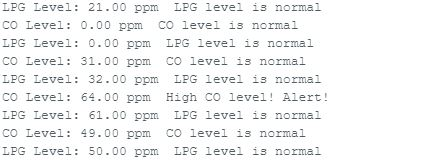 LPG Level: 21.00 ppm  LPG level is normal
CO Level: 0.00 ppm  CO level is normal
LPG Level: 0.00 ppm  LPG level is normal
CO Level: 31.00 ppm  CO level is normal
LPG Level: 32.00 ppm  LPG level is normal
CO Level: 64.00 ppm  High CO level! Alert!
LPG Level: 61.00 ppm  LPG level is normal
CO Level: 49.00 ppm  CO level is normal
LPG Level: 50.00 ppm  LPG level is normal